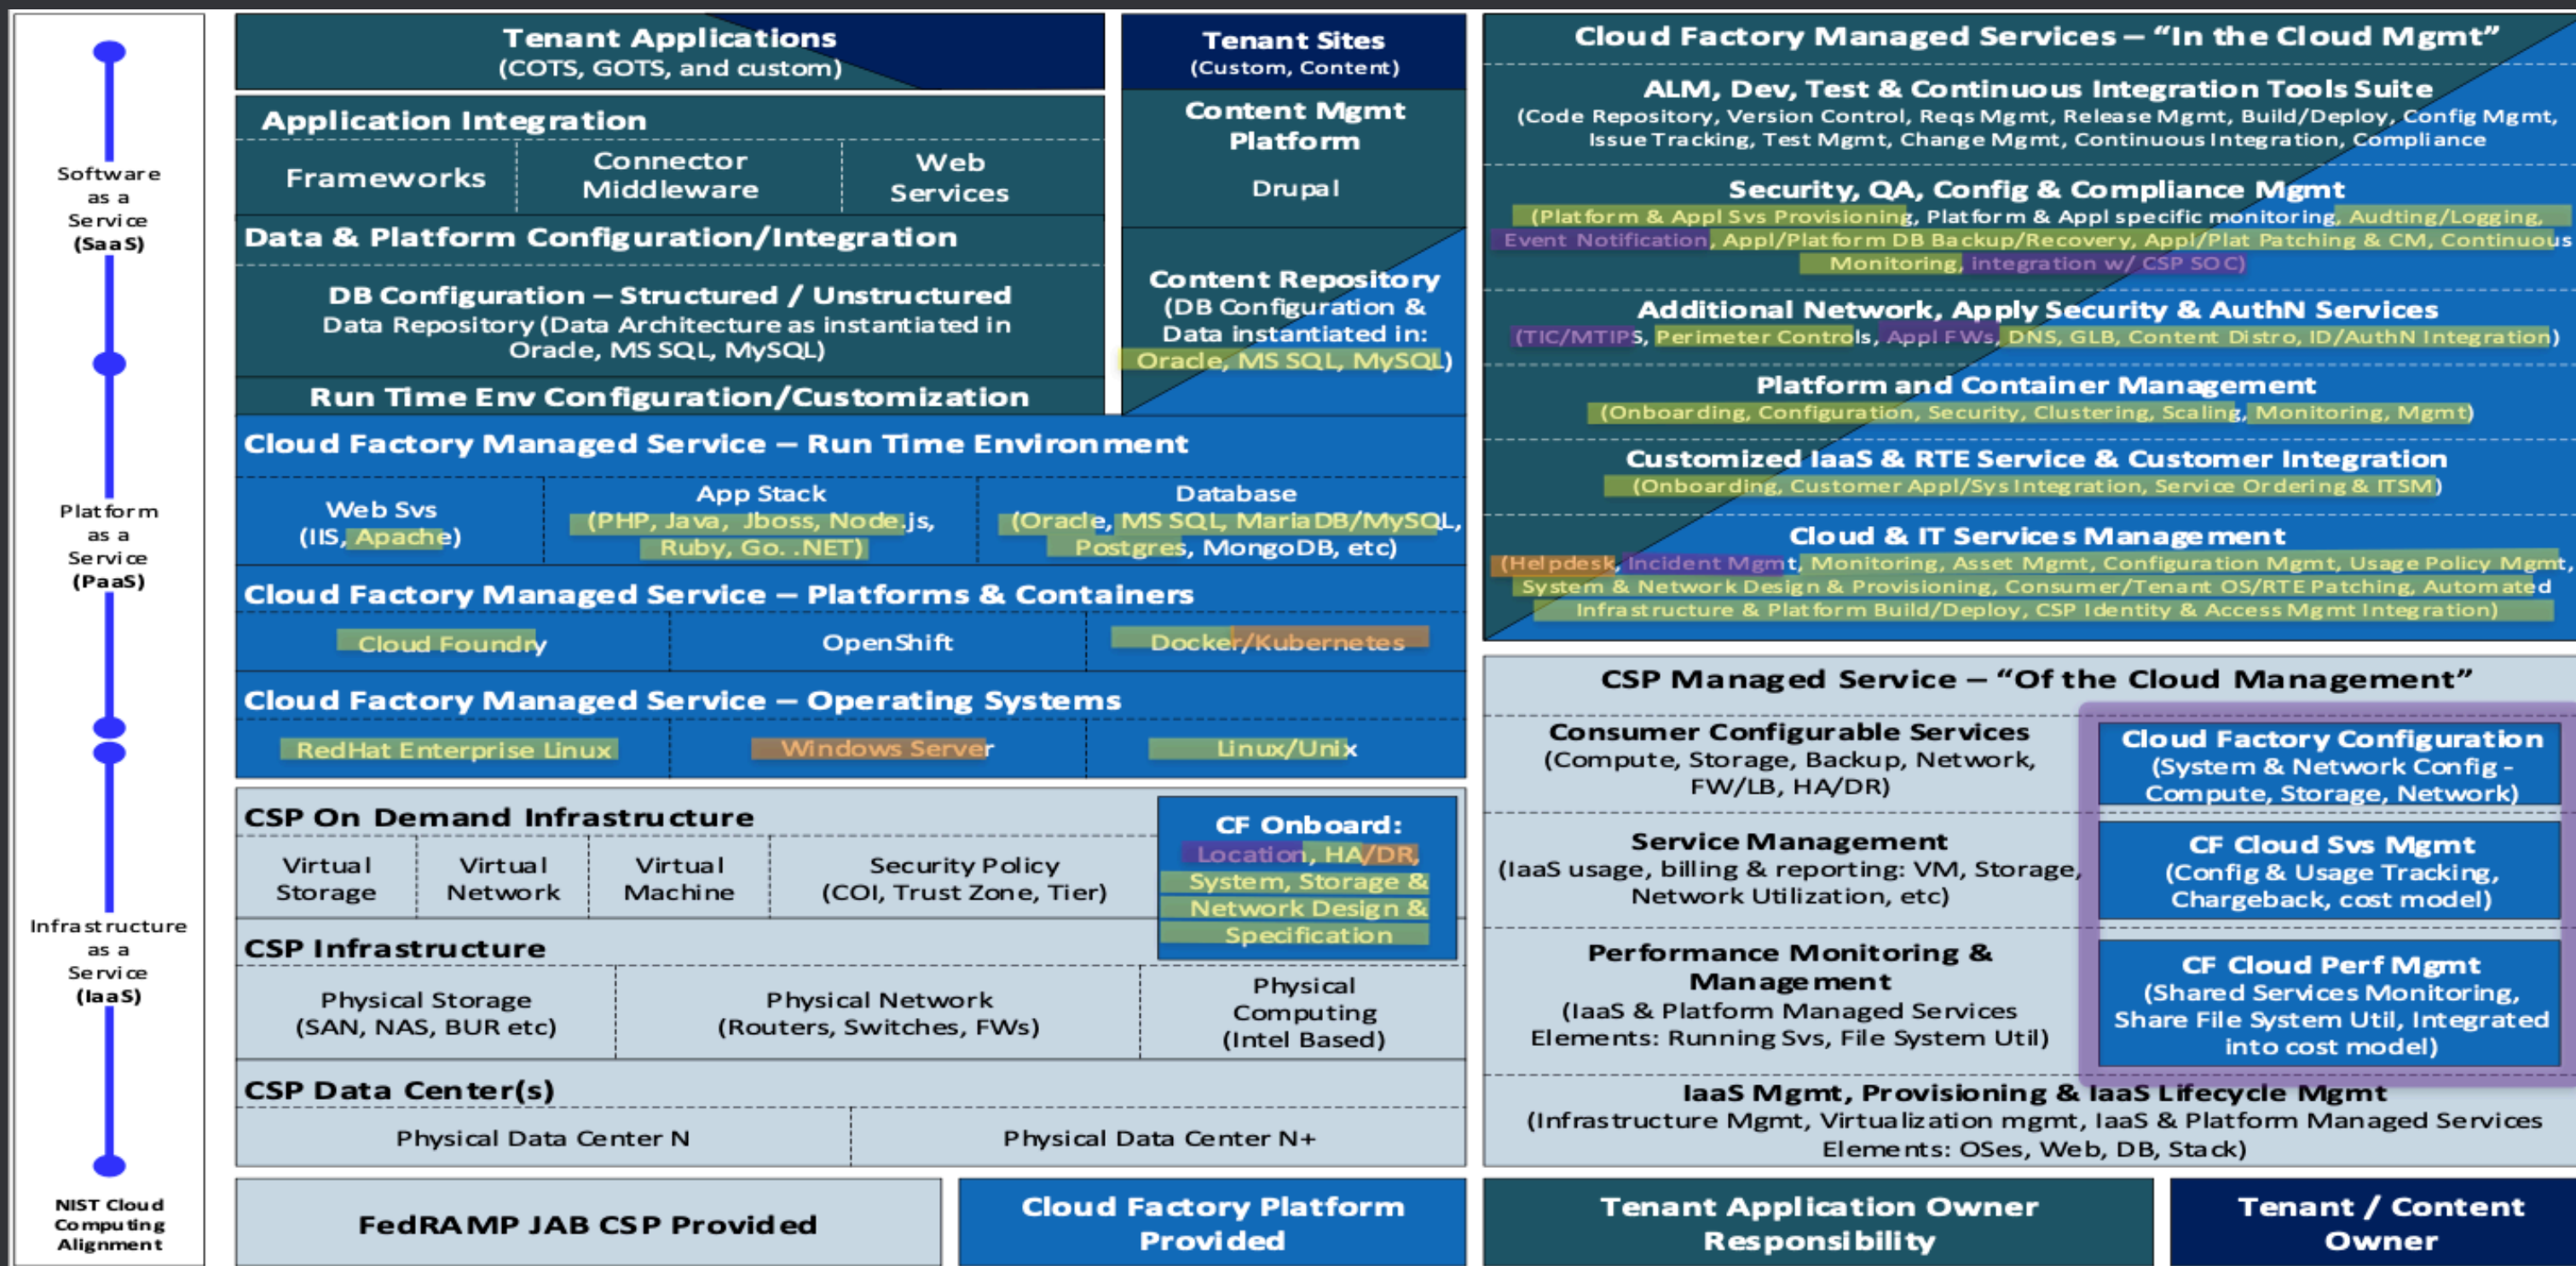 Software
as a
Service
(SaaS)
Platform
as a
Service
(PaaS)
Infrastructure
as a
Service
(IaaS)
NIST Cloud
Computing
Alignment
Tenant Applications
(COTS, GOTS, and custom)
Application Integration
Frameworks
Connector
Middleware
Web
Services
Data & Platform Configuration/Integration
DB Configuration – Structured / Unstructured
Data Repository (Data Architecture as instantiated in
Oracle, MS SQL, MySQL)
Run Time Env Configuration/Customization
Tenant Sites
(Custom, Content)
Content Mgmt
Platform
Drupal
Content Repository
(DB Configuration &
Data instantiated in:
Oracle, MS SQL, MySQL)
Cloud Factory Managed Service – Run Time Environment
Web Svs
(IIS, Apache)
App Stack
(PHP, Java, Jboss, Node.js,
Ruby, Go. .NET)
Database
(Oracle, MS SQL, MariaDB/MySQL,
Postgres, MongoDB, etc)
Cloud Factory Managed Service – Platforms & Containers
Cloud Foundry
OpenShift
Docker/Kubernetes
Cloud Factory Managed Service – Operating Systems
RedHat Enterprise Linux
Windows Server
Linux/Unix
CSP On Demand Infrastructure
Virtual
Storage
Virtual
Network
Virtual
Machine
Security Policy
(COI, Trust Zone, Tier)
CF Onboard:
Location, HA/DR,
System, Storage &
Network Design &
Specification
CSP Infrastructure
Physical Storage
(SAN, NAS, BUR etc)
Physical Network
(Routers, Switches, FWs)
Physical
Computing
(Intel Based)
CSP Data Center(s)
Physical Data Center N
Physical Data Center N+
Cloud Factory Managed Services – “In the Cloud Mgmt”
ALM, Dev, Test & Continuous Integration Tools Suite
(Code Repository, Version Control, Reqs Mgmt, Release Mgmt, Build/Deploy, Config Mgmt,
Issue Tracking, Test Mgmt, Change Mgmt, Continuous Integration, Compliance
Security, QA, Config & Compliance Mgmt
(Platform & Appl Svs Provisioning, Platform & Appl specific monitoring, Audting/Logging,
Event Notification, Appl/Platform DB Backup/Recovery, Appl/Plat Patching & CM, Continuous
Monitoring, integration w/ CSP SOC)
Additional Network, Apply Security & AuthN Services
(TIC/MTIPS, Perimeter Controls, Appl FWs, DNS, GLB, Content Distro, ID/AuthN Integration)
Platform and Container Management
(Onboarding, Configuration, Security, Clustering, Scaling, Monitoring, Mgmt)
Customized IaaS & RTE Service & Customer Integration
(Onboarding, Customer Appl/Sys Integration, Service Ordering & ITSM)
Cloud & IT Services Management
(Helpdesk, Incident Mgmt, Monitoring, Asset Mgmt, Configuration Mgmt, Usage Policy Mgmt,
System & Network Design & Provisioning, Consumer/Tenant OS/RTE Patching, Automated
Infrastructure & Platform Build/Deploy, CSP Identity & Access Mgmt Integration)
CSP Managed Service – “Of the Cloud Management”
Consumer Configurable Services
(Compute, Storage, Backup, Network,
FW/LB, HA/DR)
Cloud Factory Configuration
(System & Network Config -
Compute, Storage, Network)
Service Management
(IaaS usage, billing & reporting: VM, Storage,
Network Utilization, etc)
CF Cloud Svs Mgmt
(Config & Usage Tracking,
Chargeback, cost model)
Performance Monitoring &
Management
(IaaS & Platform Managed Services
Elements: Running Svs, File System Util)
CF Cloud Perf Mgmt
(Shared Services Monitoring,
Share File System Util, Integrated
into cost model)
IaaS Mgmt, Provisioning & IaaS Lifecycle Mgmt
(Infrastructure Mgmt, Virtualization mgmt, IaaS & Platform Managed Services
Elements: OSes, Web, DB, Stack)
FedRAMP JAB CSP Provided
Cloud Factory Platform
Provided
Tenant Application Owner
Responsibility
Tenant / Content
Owner